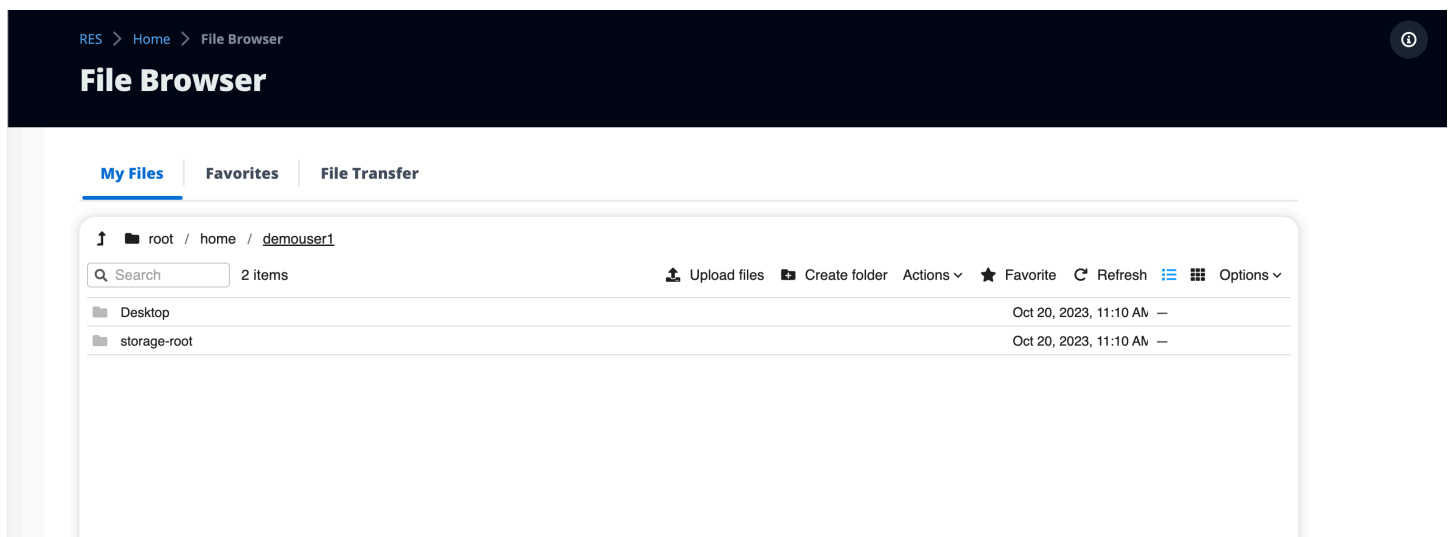 RES > Home > File Browser
File Browser
My Files Favorites File Transfer
root / home / demouser1
Search 2 items Upload files Create folder Actions Favorite Refresh Options
Desktop Oct 20, 2023, 11:10 AM —
storage-root Oct 20, 2023, 11:10 AM —